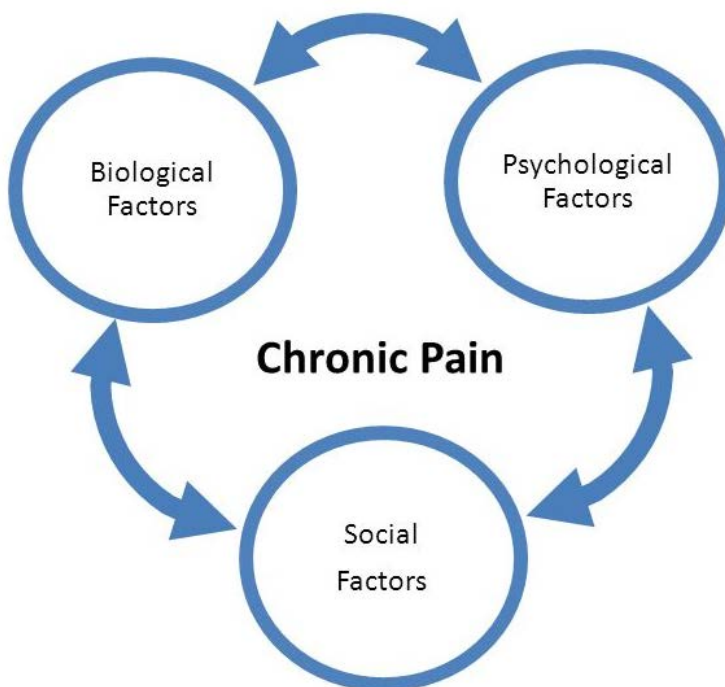 Biological
Factors
Psychological
Factors
Chronic Pain
Social
Factors